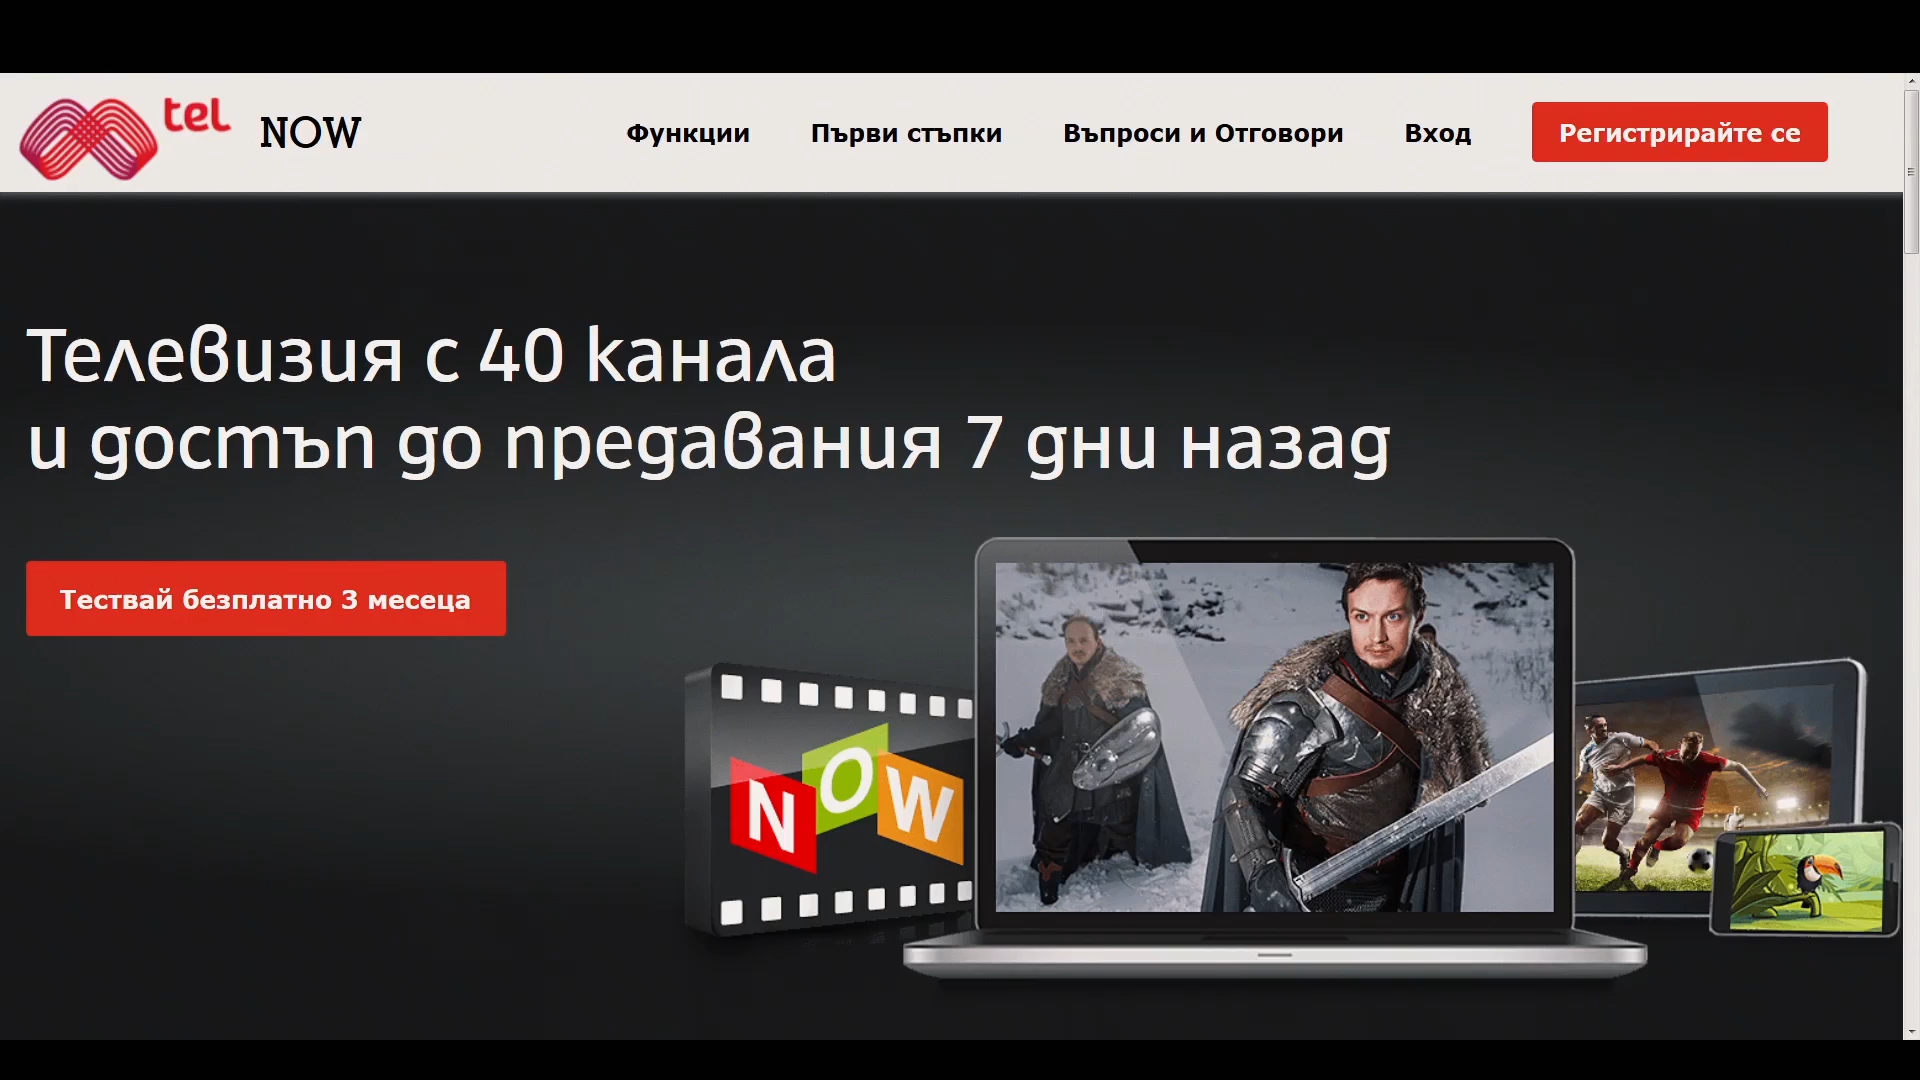 tel NOW
Функции Първи стъпки Въпроси и Отговори Вход Регистрирайте се
Телевизия с 40 канала
и достъп до предавания 7 дни назад
Тествай безплатно 3 месеца
NOW